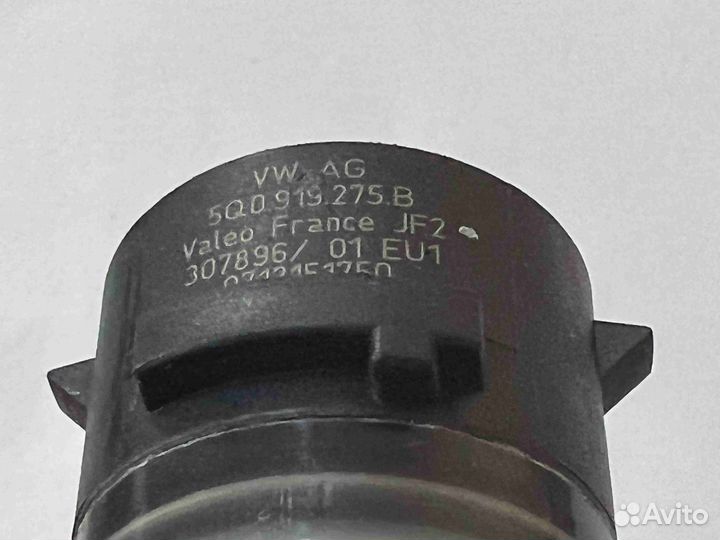 VW AG
5Q0.919.275.B
Valeo France JF2
307896/ 01 EU1
Avito